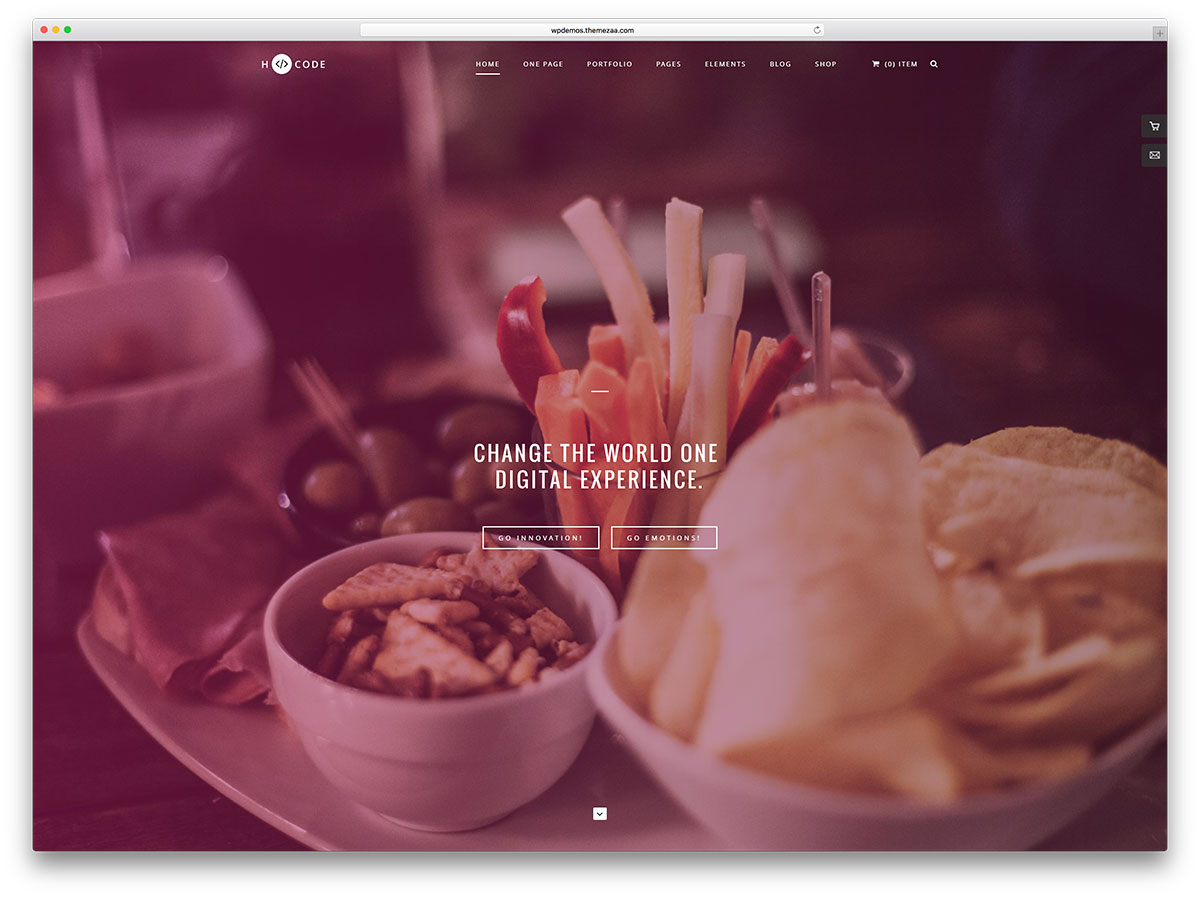 wpdemos.themezaa.com
H </> CODE
HOME ONE PAGE PORTFOLIO PAGES ELEMENTS BLOG SHOP (0) ITEM
CHANGE THE WORLD ONE
DIGITAL EXPERIENCE.
GO INNOVATION! GO EMOTIONS!